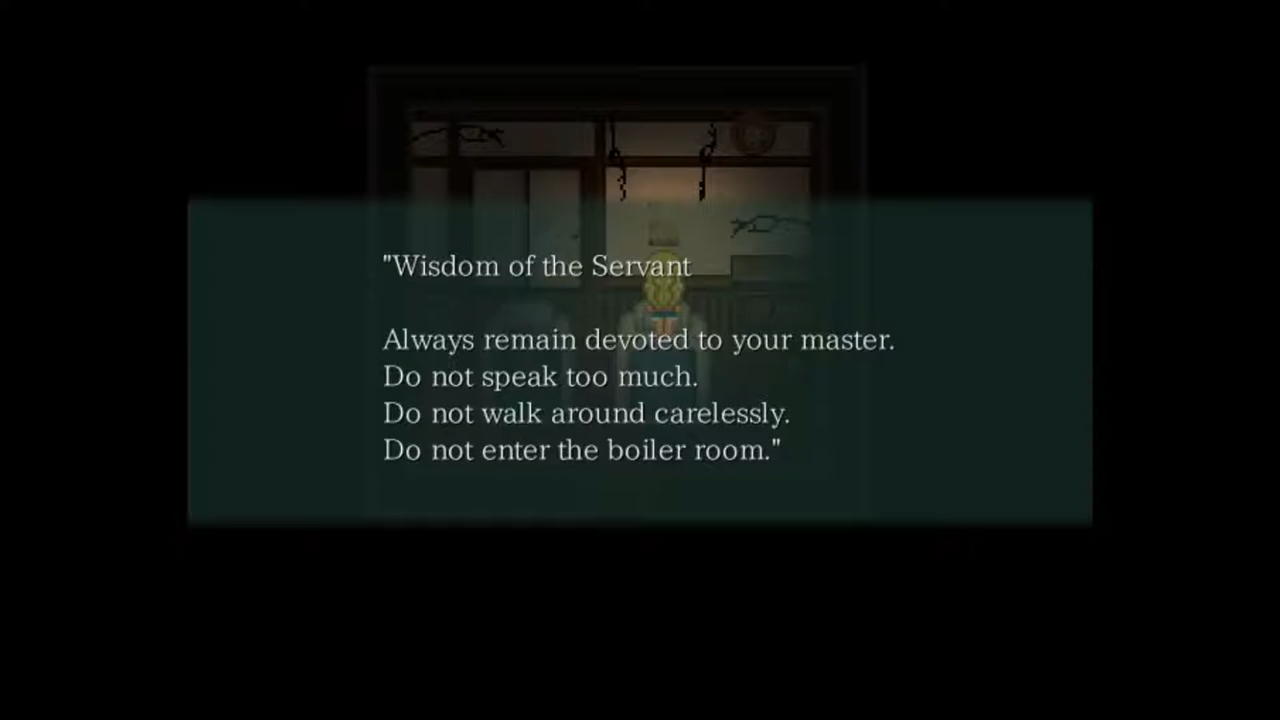 "Wisdom of the Servant
Always remain devoted to your master.
Do not speak too much.
Do not walk around carelessly.
Do not enter the boiler room."